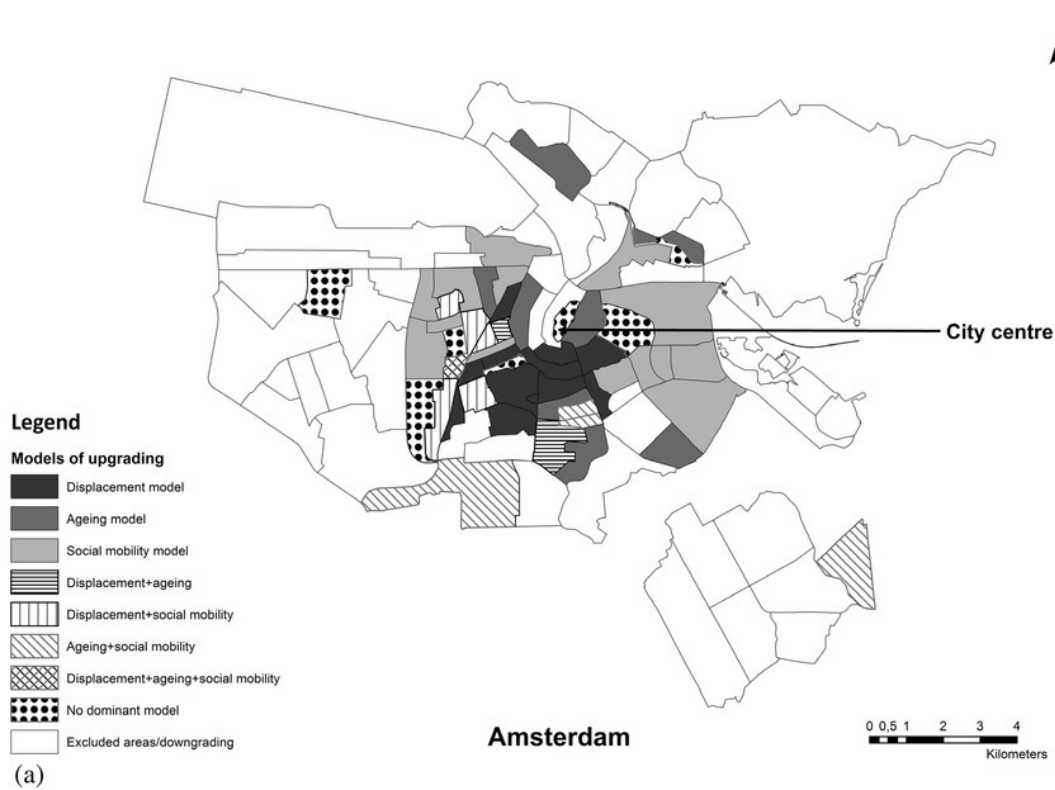 City centre
Legend
Models of upgrading
Displacement model
Ageing model
Social mobility model
Displacement+ageing
Displacement+social mobility
Ageing+social mobility
Displacement+ageing+social mobility
No dominant model
Excluded areas/downgrading
(a)
Amsterdam
0 0,5 1 2 3 4
Kilometers